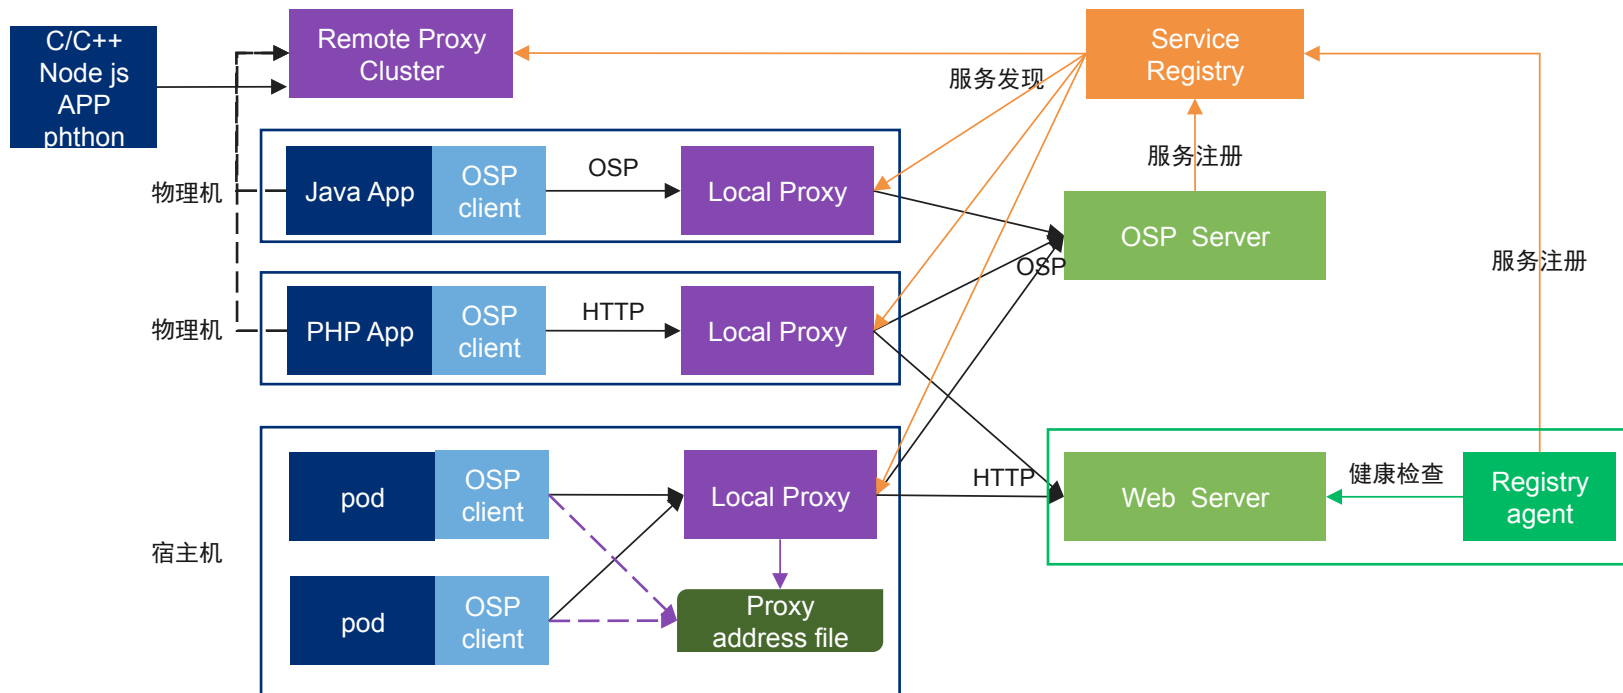 C/C++
Node js
APP
phthon
Remote Proxy
Cluster
Service
Registry
服务发现
服务注册
物理机
Java App
OSP
client
OSP
Local Proxy
OSP Server
OSP
服务注册
物理机
PHP App
OSP
client
HTTP
Local Proxy
宿主机
pod
OSP
client
Local Proxy
HTTP
Web Server
健康检查
Registry
agent
pod
OSP
client
Proxy
address file